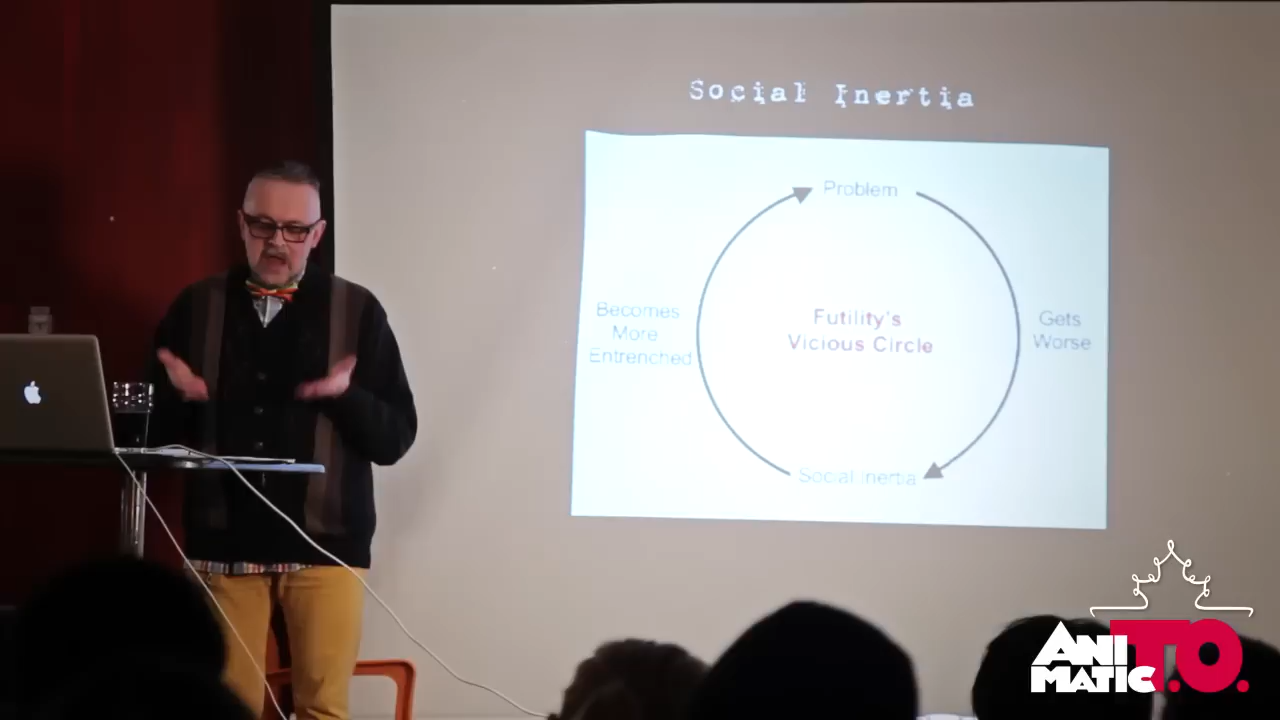 Social Inertia
Problem
Becomes
More
Entrenched
Futility's
Vicious Circle
Gets
Worse
Social Inertia
ANI
MATIC T.O.